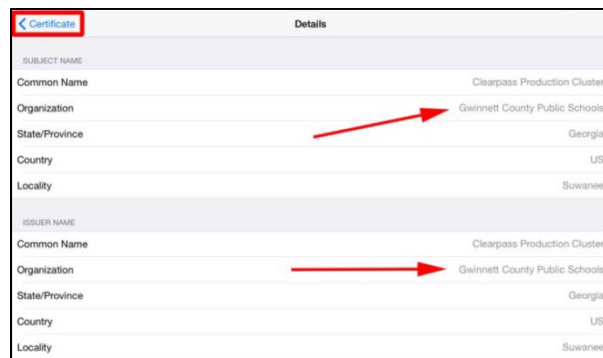 Certificate Details
SUBJECT NAME
Common Name Clearpass Production Cluster
Organization Gwinnett County Public Schools
State/Province Georgia
Country US
Locality Suwanee
ISSUER NAME
Common Name Clearpass Production Cluster
Organization Gwinnett County Public Schools
State/Province Georgia
Country US
Locality Suwanee